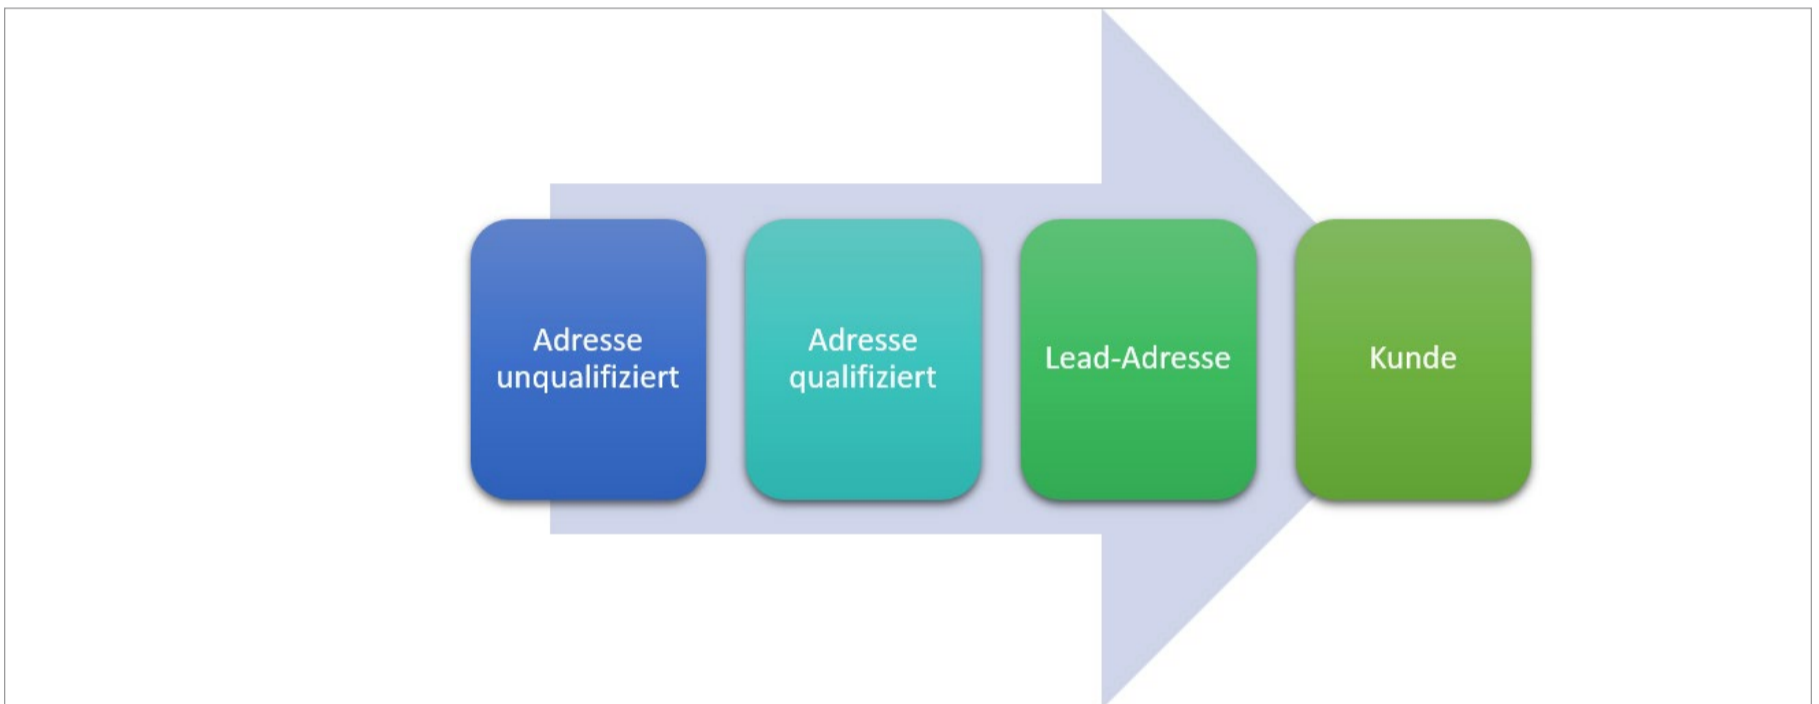 Adresse
unqualifiziert
Adresse
qualifiziert
Lead-Adresse
Kunde